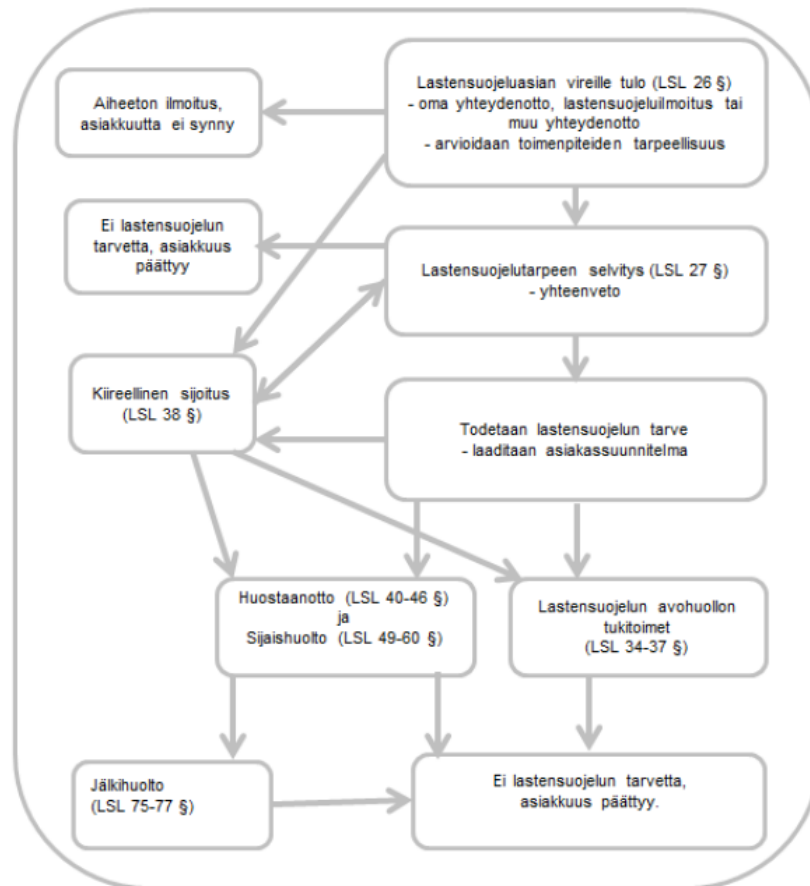 Lastensuojeluasian vireille tulo (LSL 26 §)
- oma yhteydenotto, lastensuojeluilmoitus tai
muu yhteydenotto
- arvioidaan toimenpiteiden tarpeellisuus
Aiheeton ilmoitus,
asiakkuutta ei synny
Ei lastensuojelun
tarvetta, asiakkuus
päättyy
Lastensuojelutarpeen selvitys (LSL 27 §)
- yhteenveto
Kiireellinen sijoitus
(LSL 38 §)
Todetaan lastensuojelun tarve
- laaditaan asiakassuunnitelma
Huostaanotto (LSL 40-46 §)
ja
Sijaishuolto (LSL 49-60 §)
Lastensuojelun avohuollon
tukitoimet
(LSL 34-37 §)
Jälkihuolto
(LSL 75-77 §)
Ei lastensuojelun tarvetta,
asiakkuus päättyy.